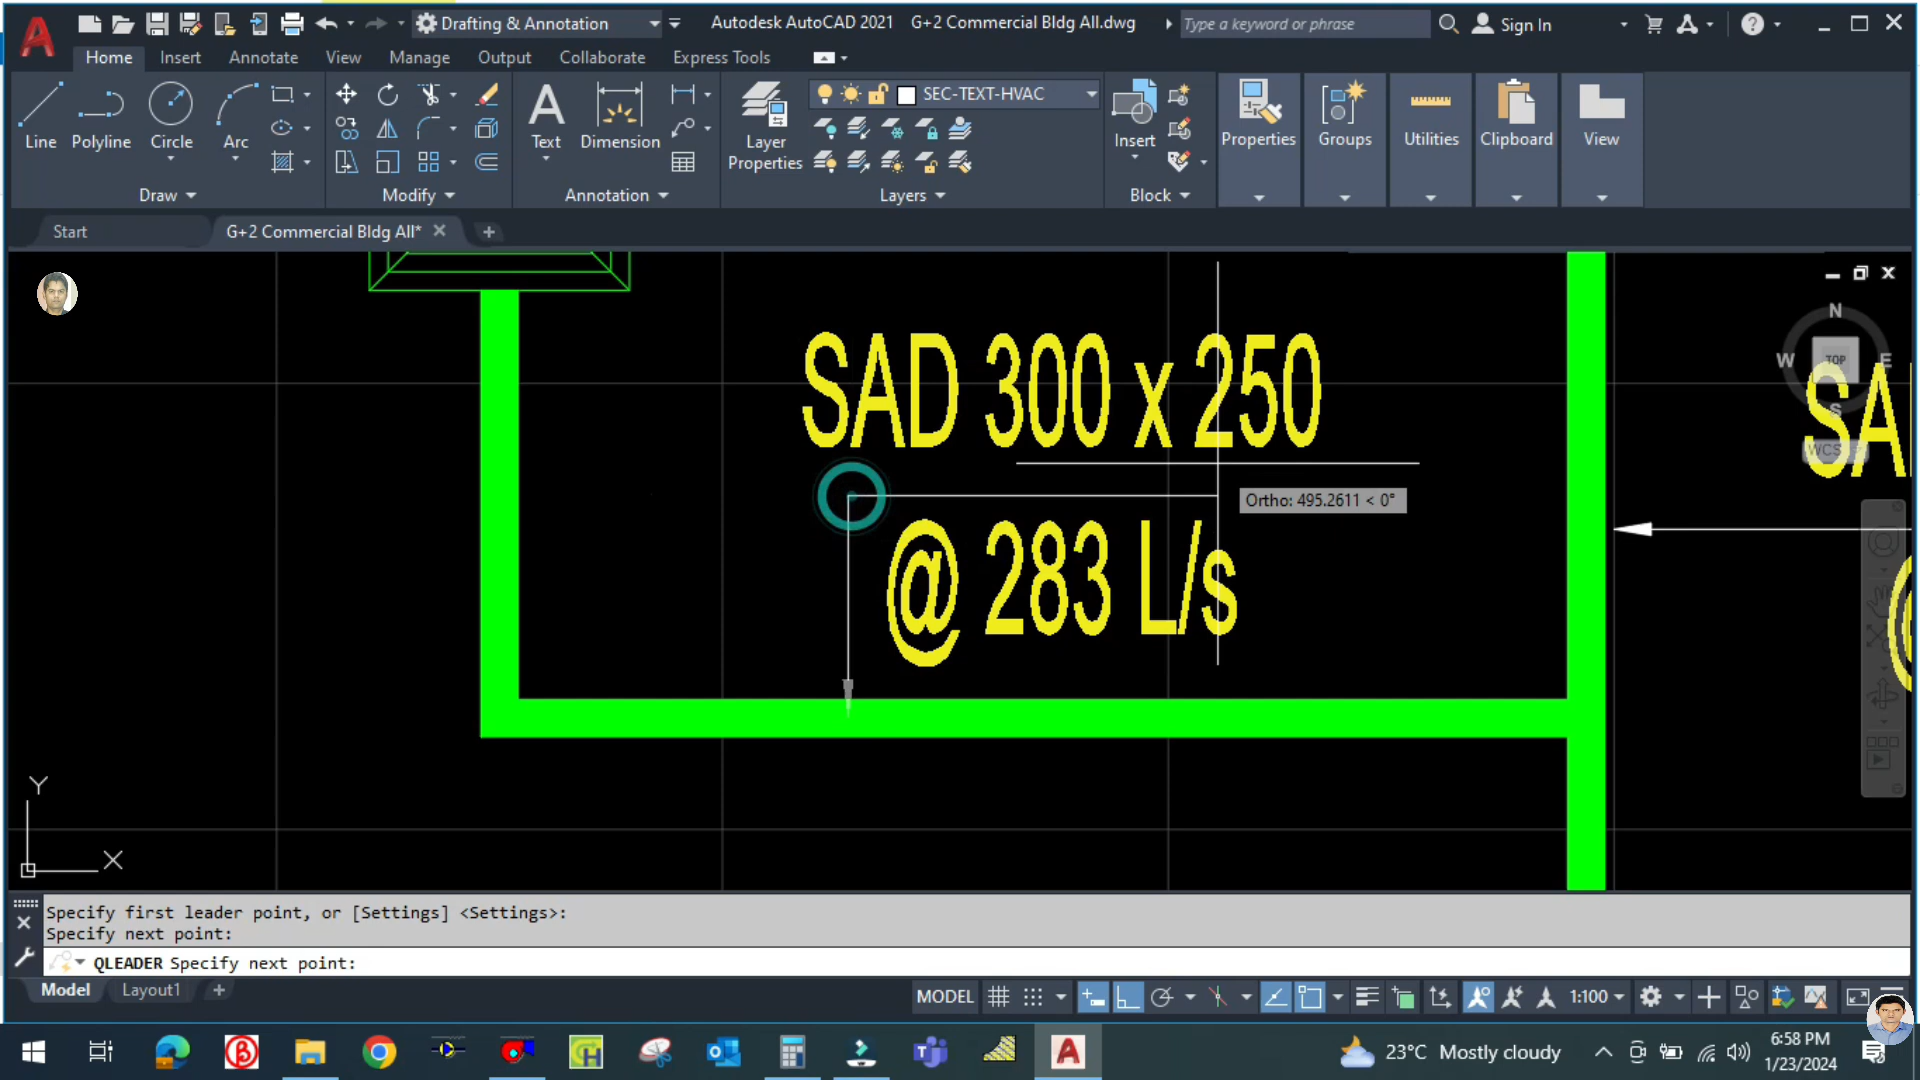 Drafting & Annotation
Autodesk AutoCAD 2021 G+2 Commercial Bldg All.dwg
Type a keyword or phrase
Sign In
Home Insert Annotate View Manage Output Collaborate Express Tools
Line Polyline Circle Arc
Text Dimension
Layer Properties
SEC-TEXT-HVAC
Insert
Properties Groups Utilities Clipboard View
Draw Modify Annotation Layers Block
Start G+2 Commercial Bldg All*
SAD 300 x 250
@ 283 L/s
Ortho: 495.2611 < 0°
N
W TOP E
S
WCS
SA
@
Y
X
Specify first leader point, or [Settings] <Settings>:
Specify next point:
QLEADER Specify next point:
Model Layout1
MODEL 1:100
23°C Mostly cloudy
6:58 PM
1/23/2024